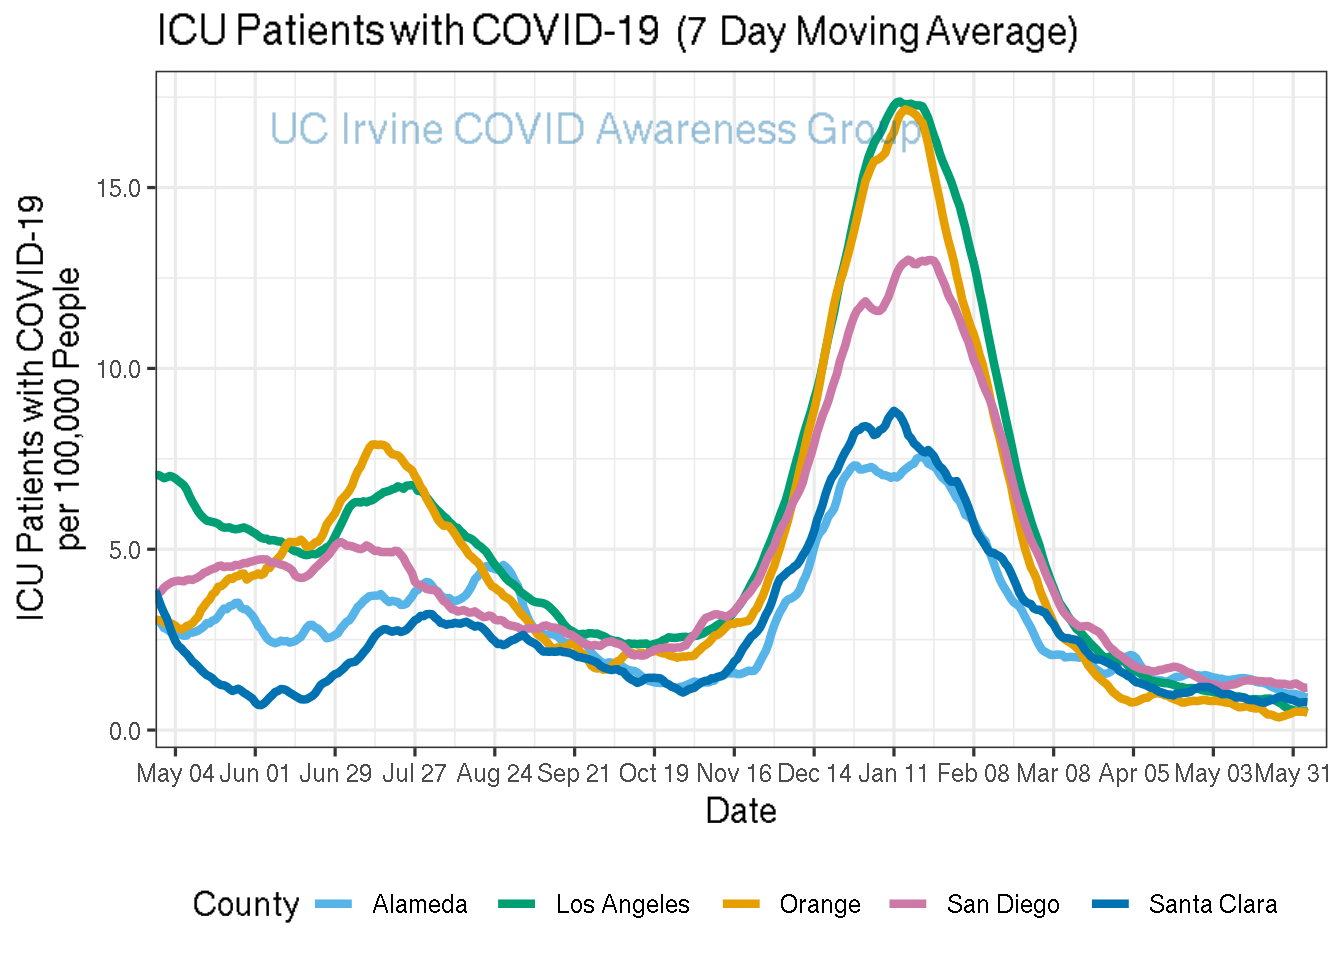 ICU Patients with COVID-19 (7 Day Moving Average)
UC Irvine COVID Awareness Group
ICU Patients with COVID-19
per 100,000 People
15.0
10.0
5.0
0.0
May 04 Jun 01 Jun 29 Jul 27 Aug 24 Sep 21 Oct 19 Nov 16 Dec 14 Jan 11 Feb 08 Mar 08 Apr 05 May 03 May 31
Date
County Alameda Los Angeles Orange San Diego Santa Clara